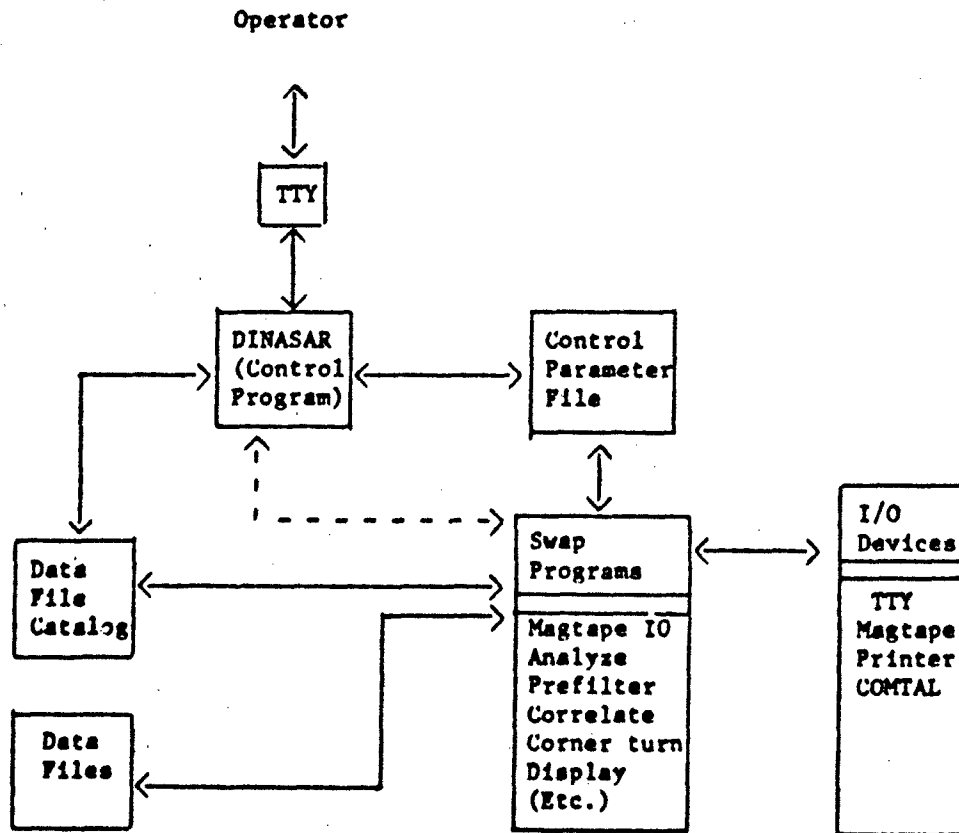 Operator
TTY
DINASAR
(Control
Program)
Control
Parameter
File
Data
File
Catalog
Swap
Programs
Magtape IO
Analyze
Prefilter
Correlate
Corner turn
Display
(Etc.)
I/O
Devices
TTY
Magtape
Printer
COMTAL
Data
Files